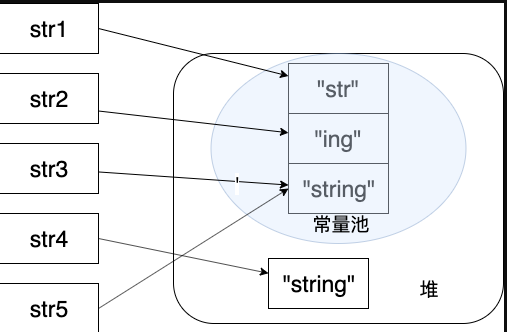 str1
str2
str3
str4
str5
"str"
"ing"
"string"
常量池
"string"
堆